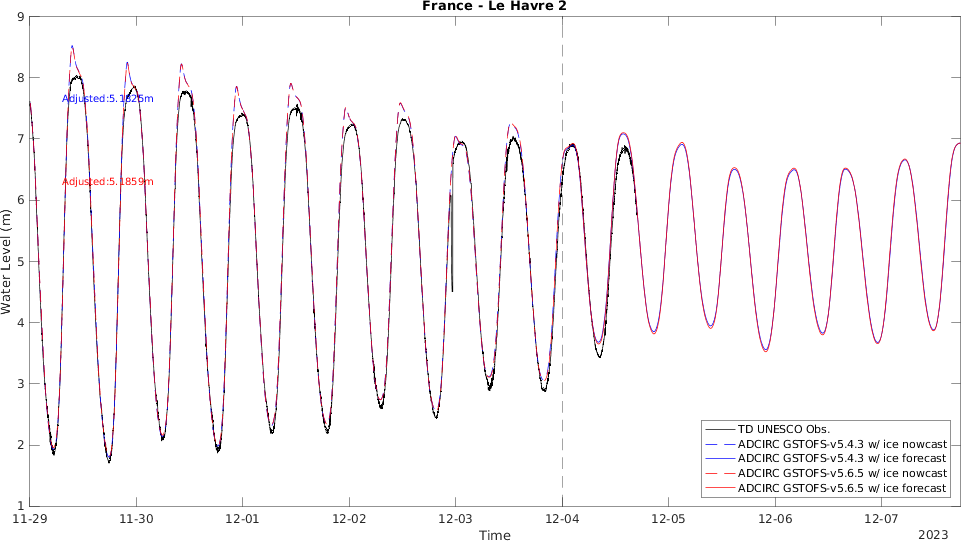 France - Le Havre 2
9
8
7
6
5
4
3
2
1
Water Level (m)
Adjusted:5.1825m
Adjusted:5.1859m
TD UNESCO Obs.
ADCIRC GSTOFS-v5.4.3 w/ ice nowcast
ADCIRC GSTOFS-v5.4.3 w/ ice forecast
ADCIRC GSTOFS-v5.6.5 w/ ice nowcast
ADCIRC GSTOFS-v5.6.5 w/ ice forecast
11-29 11-30 12-01 12-02 12-03 12-04 12-05 12-06 12-07
Time
2023